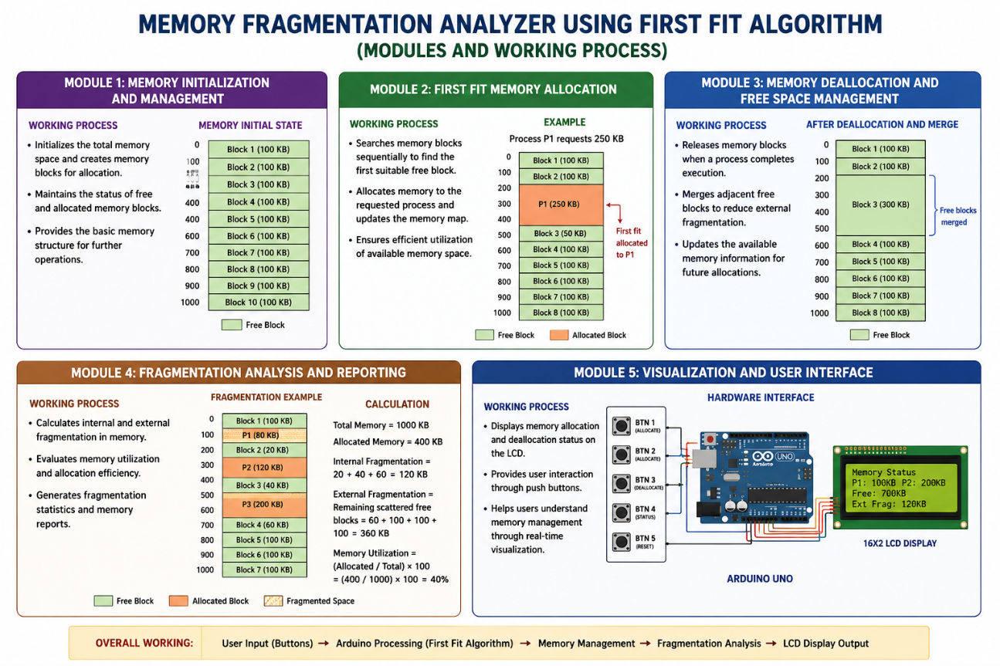 MEMORY FRAGMENTATION ANALYZER USING FIRST FIT ALGORITHM
(MODULES AND WORKING PROCESS)
MODULE 1: MEMORY INITIALIZATION
AND MANAGEMENT
WORKING PROCESS
• Initializes the total memory
space and creates memory
blocks for allocation.
• Maintains the status of free
and allocated memory blocks.
• Provides the basic memory
structure for further
operations.
MEMORY INITIAL STATE
0
Block 1 (100 KB)
100
Block 2 (100 KB)
Block 3 (100 KB)
400
Block 4 (100 KB)
400
Block 5 (100 KB)
600
Block 6 (100 KB)
700
Block 7 (100 KB)
800
Block 8 (100 KB)
900
Block 9 (100 KB)
1000
Block 10 (100 KB)
Free Block
MODULE 2: FIRST FIT MEMORY ALLOCATION
WORKING PROCESS
• Searches memory blocks
sequentially to find the
first suitable free block.
• Allocates memory to the
requested process and
updates the memory map.
• Ensures efficient utilization
of available memory space.
EXAMPLE
Process P1 requests 250 KB
0
Block 1 (100 KB)
100
Block 2 (100 KB)
200
300
P1 (250 KB)
400
500
Block 3 (50 KB)
600
Block 4 (100 KB)
700
Block 5 (100 KB)
800
Block 6 (100 KB)
900
Block 7 (100 KB)
1000
Block 8 (100 KB)
First fit
allocated
to P1
Free Block
Allocated Block
MODULE 3: MEMORY DEALLOCATION AND
FREE SPACE MANAGEMENT
WORKING PROCESS
• Releases memory blocks
when a process completes
execution.
• Merges adjacent free
blocks to reduce external
fragmentation.
• Updates the available
memory information for
future allocations.
AFTER DEALLOCATION AND MERGE
0
Block 1 (100 KB)
100
Block 2 (100 KB)
200
300
Block 3 (300 KB)
400
500
600
Block 4 (100 KB)
700
Block 5 (100 KB)
800
Block 6 (100 KB)
900
Block 7 (100 KB)
1000
Block 8 (100 KB)
Free blocks
merged
Free Block
MODULE 4: FRAGMENTATION ANALYSIS AND REPORTING
WORKING PROCESS
• Calculates internal and external
fragmentation in memory.
• Evaluates memory utilization
and allocation efficiency.
• Generates fragmentation
statistics and memory
reports.
FRAGMENTATION EXAMPLE
0
Block 1 (100 KB)
100
P1 (80 KB)
200
Block 2 (20 KB)
300
P2 (120 KB)
400
Block 3 (40 KB)
500
P3 (200 KB)
600
700
Block 4 (60 KB)
800
Block 5 (100 KB)
900
Block 6 (100 KB)
1000
Block 7 (100 KB)
CALCULATION
Total Memory = 1000 KB
Allocated Memory = 400 KB
Internal Fragmentation =
20 + 40 + 60 = 120 KB
External Fragmentation =
Remaining scattered free
blocks = 60 + 100 + 100 +
100 = 360 KB
Memory Utilization =
(Allocated / Total) × 100
= (400 / 1000) × 100 = 40%
Free Block
Allocated Block
Fragmented Space
MODULE 5: VISUALIZATION AND USER INTERFACE
WORKING PROCESS
• Displays memory allocation
and deallocation status on
the LCD.
• Provides user interaction
through push buttons.
• Helps users understand
memory management
through real-time
visualization.
HARDWARE INTERFACE
BTN 1
(ALLOCATE)
BTN 2
(ALLOCATE)
BTN 3
(DEALLOCATE)
BTN 4
(STATUS)
BTN 5
(RESET)
UNO
Memory Status
P1: 100KB P2: 200KB
Free: 700KB
Ext Frag: 120KB
16X2 LCD DISPLAY
ARDUINO UNO
OVERALL WORKING:
User Input (Buttons) → Arduino Processing (First Fit Algorithm) → Memory Management → Fragmentation Analysis → LCD Display Output